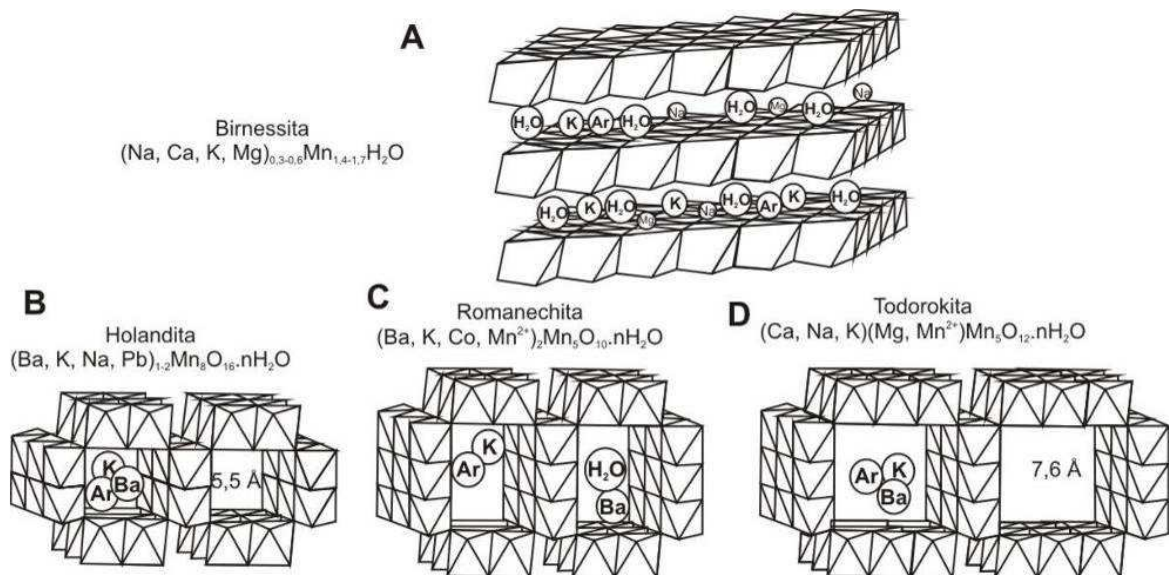 A
Birnessita
(Na, Ca, K, Mg)₀,₃₋₀,₆Mn₁,₄₋₁,₇H₂O
H₂O K Ar H₂O Na H₂O Mg H₂O Na
H₂O K H₂O Mg K Na H₂O Ar K H₂O
B
Holandita
(Ba, K, Na, Pb)₁₋₂Mn₈O₁₆.nH₂O
K
Ar Ba
5,5 Å
C
Romanechita
(Ba, K, Co, Mn²⁺)₂Mn₅O₁₀.nH₂O
K
Ar
H₂O
Ba
D
Todorokita
(Ca, Na, K)(Mg, Mn²⁺)Mn₅O₁₂.nH₂O
Ar K
Ba
7,6 Å